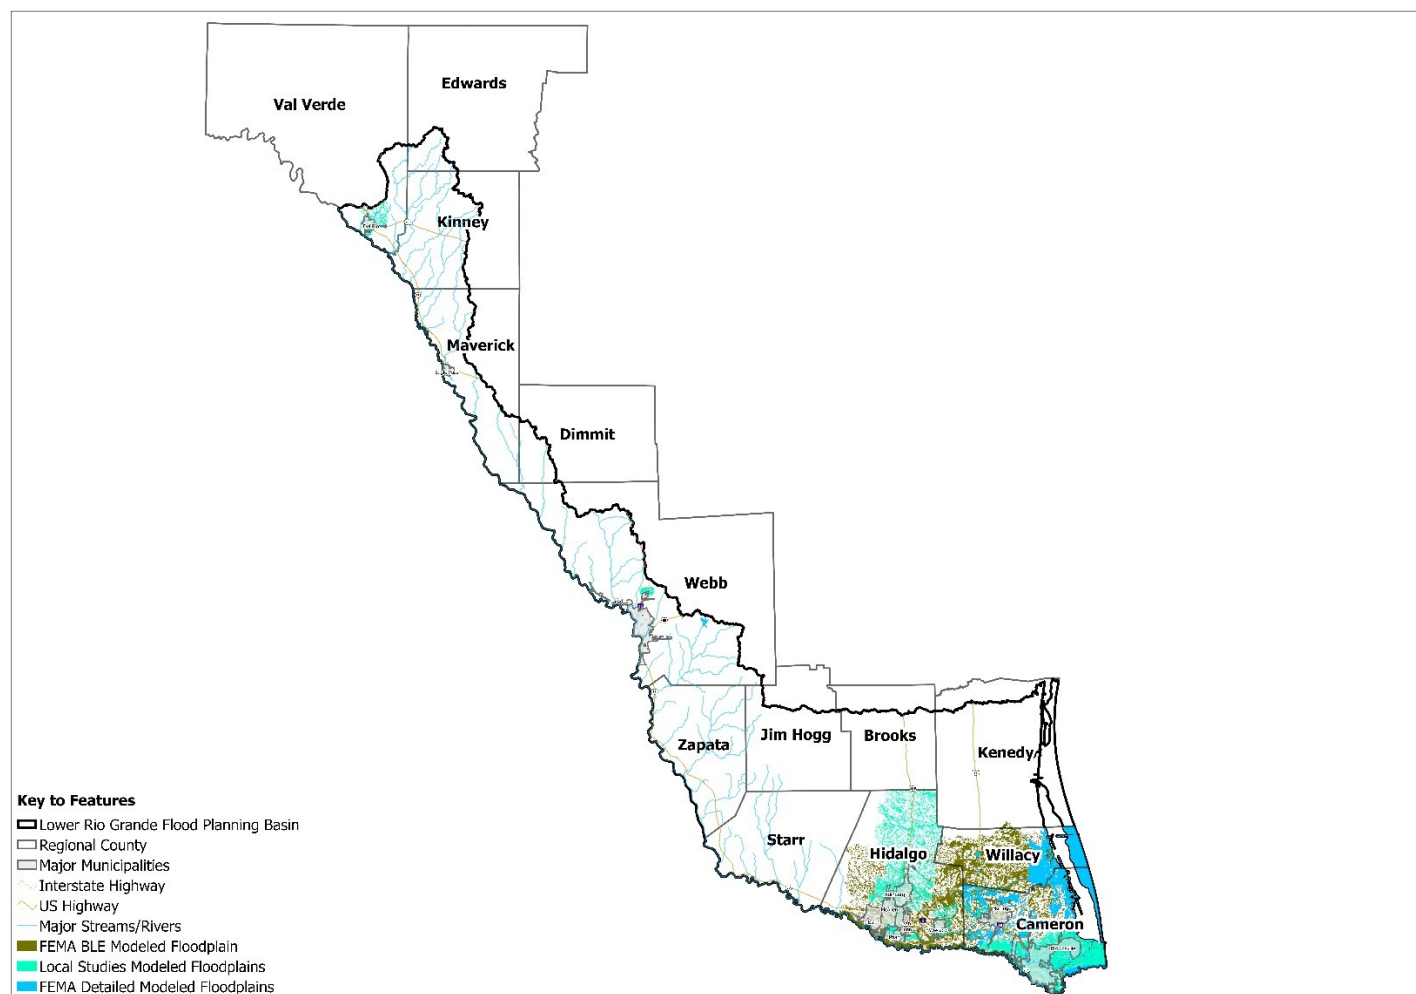 Edwards
Val Verde
Kinney
Maverick
Dimmit
Webb
Zapata
Jim Hogg
Brooks
Kenedy
Starr
Hidalgo
Willacy
Cameron
Key to Features
Lower Rio Grande Flood Planning Basin
Regional County
Major Municipalities
Interstate Highway
US Highway
Major Streams/Rivers
FEMA BLE Modeled Floodplain
Local Studies Modeled Floodplains
FEMA Detailed Modeled Floodplains